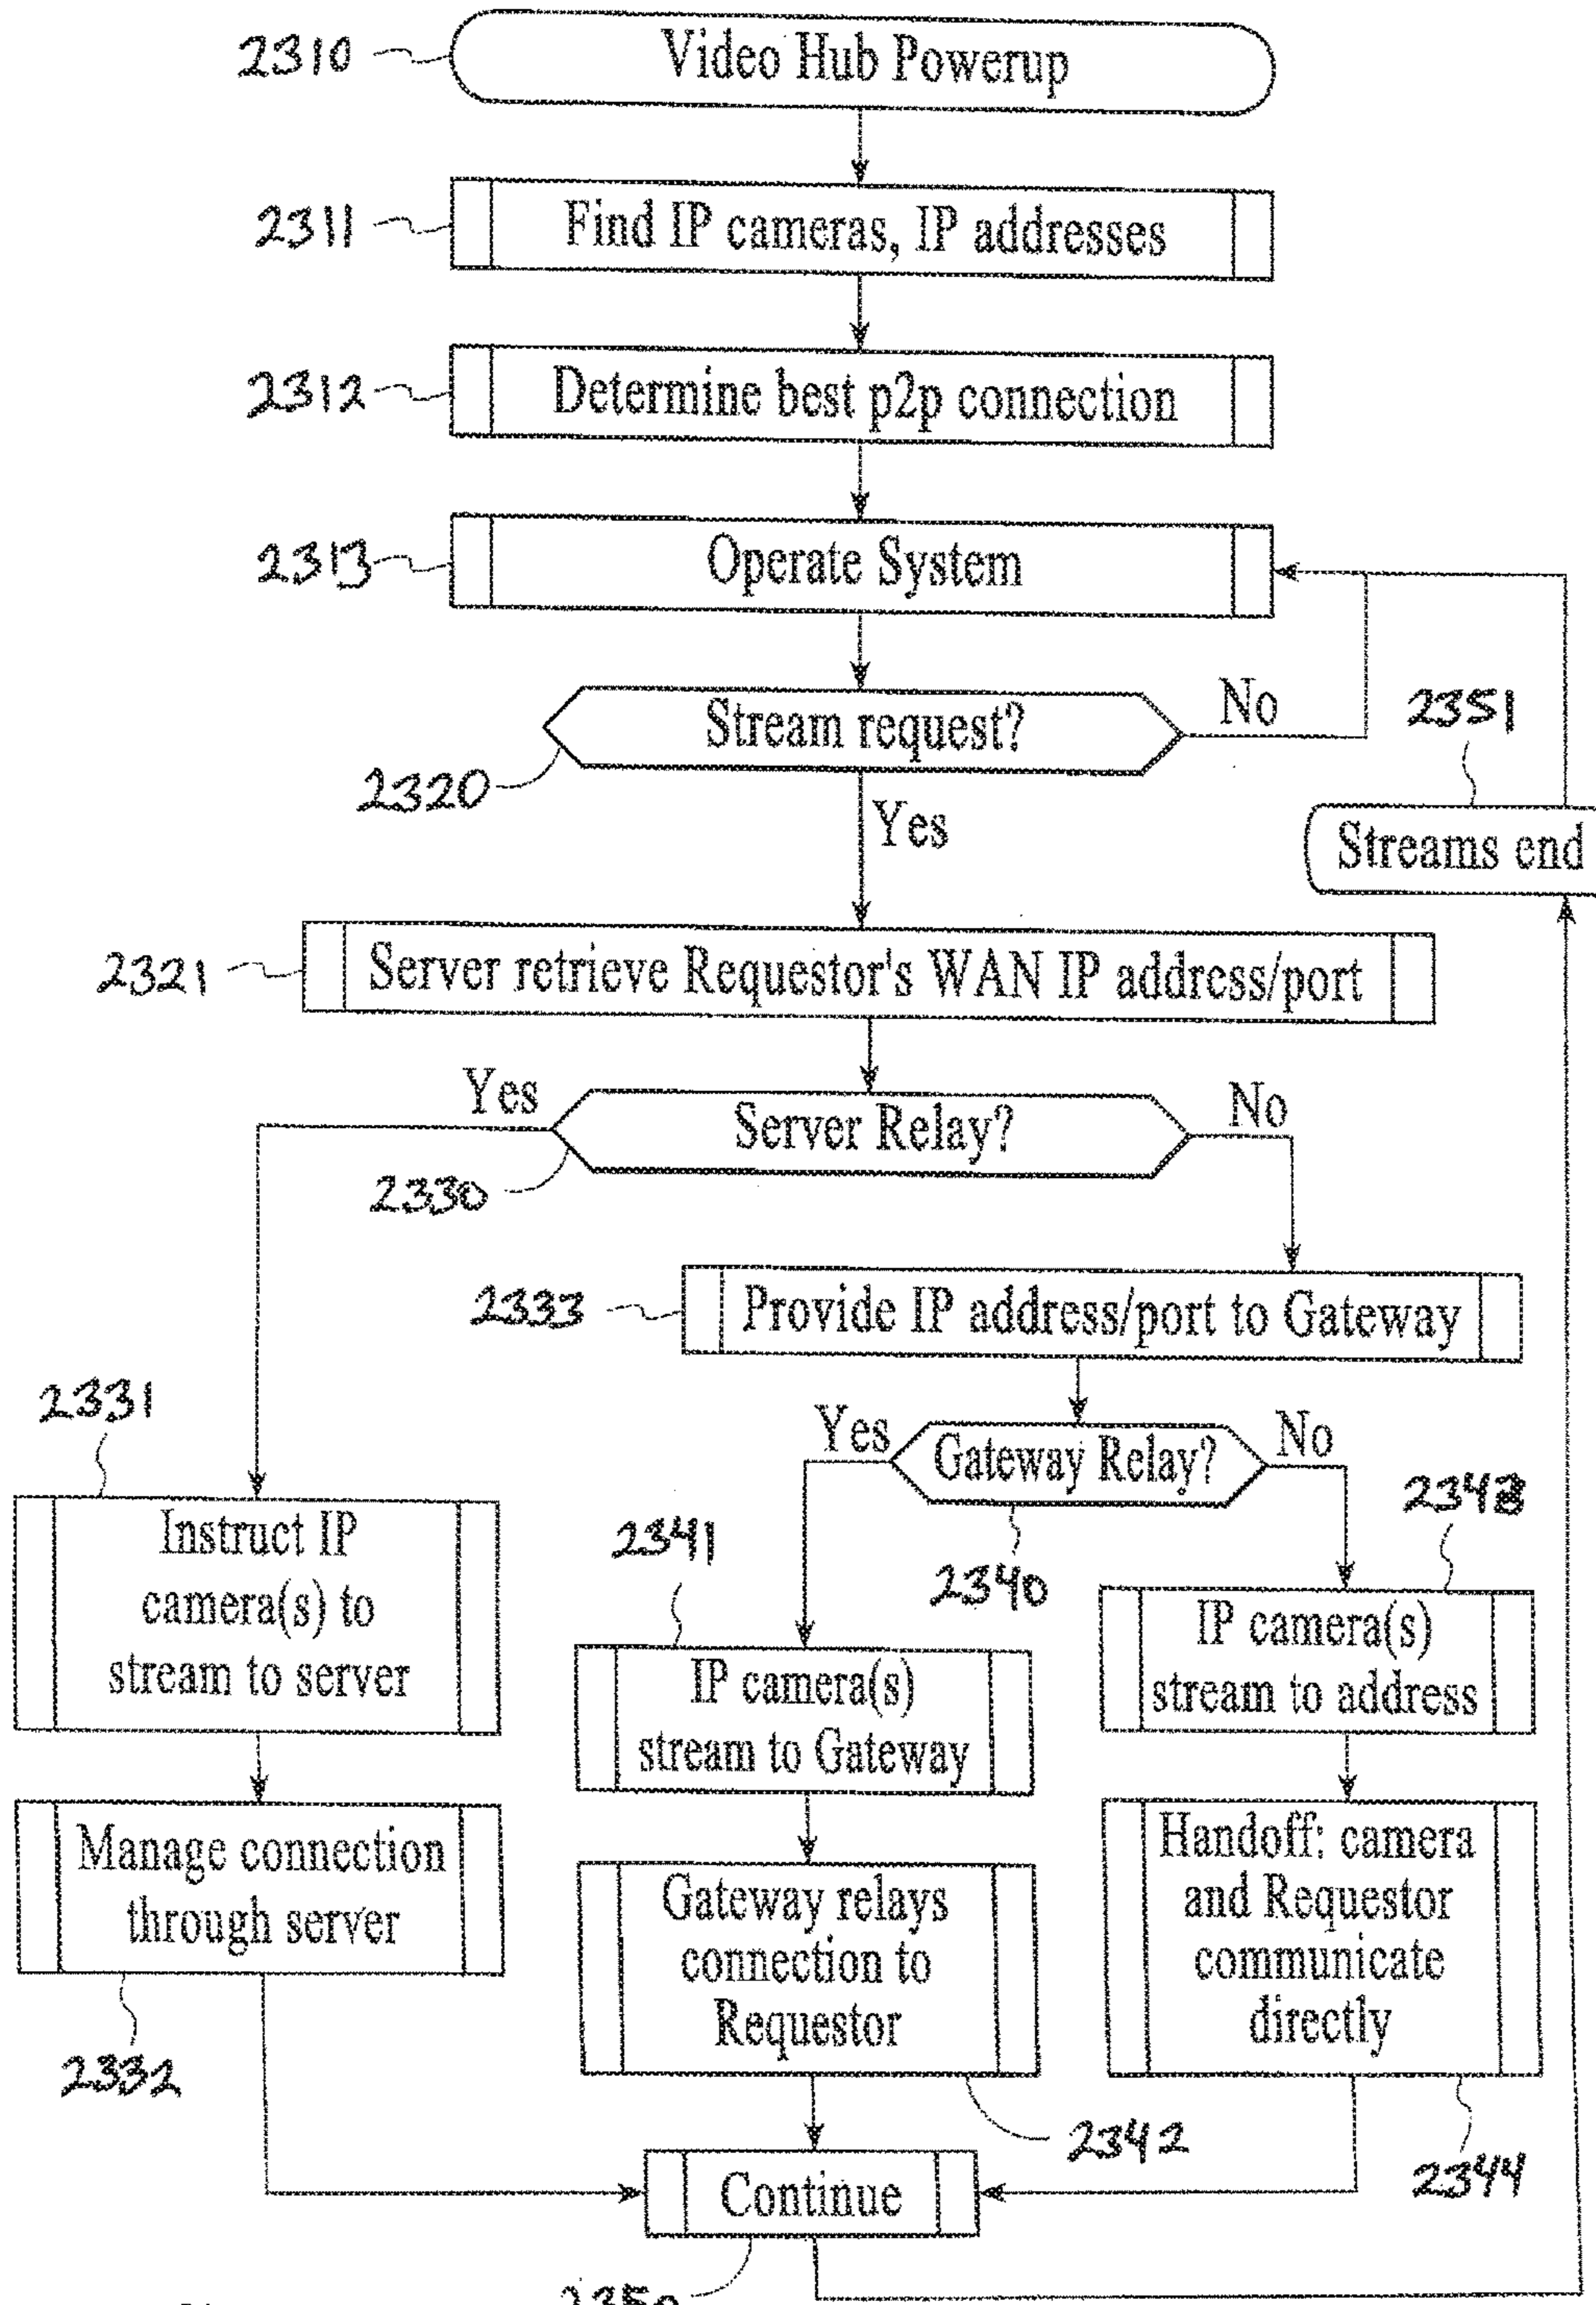 2310
Video Hub Powerup
2311
Find IP cameras, IP addresses
2312
Determine best p2p connection
2313
Operate System
Stream request?
No
2320
Yes
2351
Streams end
2321
Server retrieve Requestor's WAN IP address/port
Yes
Server Relay?
No
2330
2333
Provide IP address/port to Gateway
2331
Yes
Gateway Relay?
No
2340
2341
2343
Instruct IP
camera(s) to
stream to server
IP camera(s)
stream to Gateway
IP camera(s)
stream to address
Manage connection
through server
2332
Gateway relays
connection to
Requestor
2342
Handoff: camera
and Requestor
communicate
directly
2344
Continue
2350